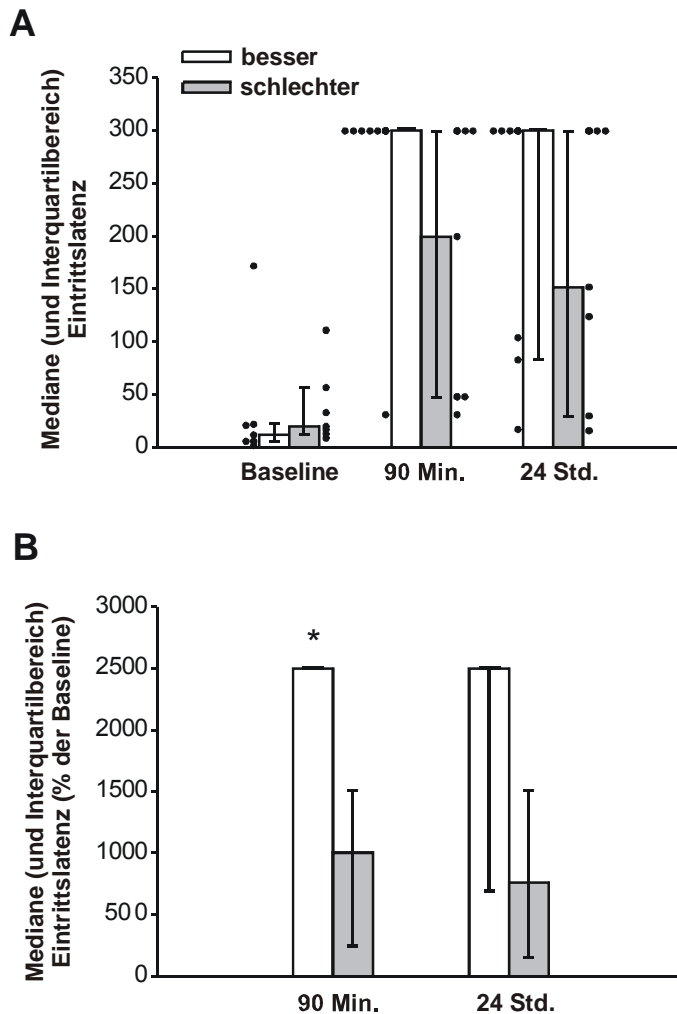 A
besser
schlechter
Mediane (und Interquartilbereich)
Eintrittslatenz
350
300
250
200
150
100
50
0
Baseline
90 Min.
24 Std.
B
Mediane (und Interquartilbereich)
Eintrittslatenz (% der Baseline)
3000
2500
2000
1500
1000
500
0
*
90 Min.
24 Std.